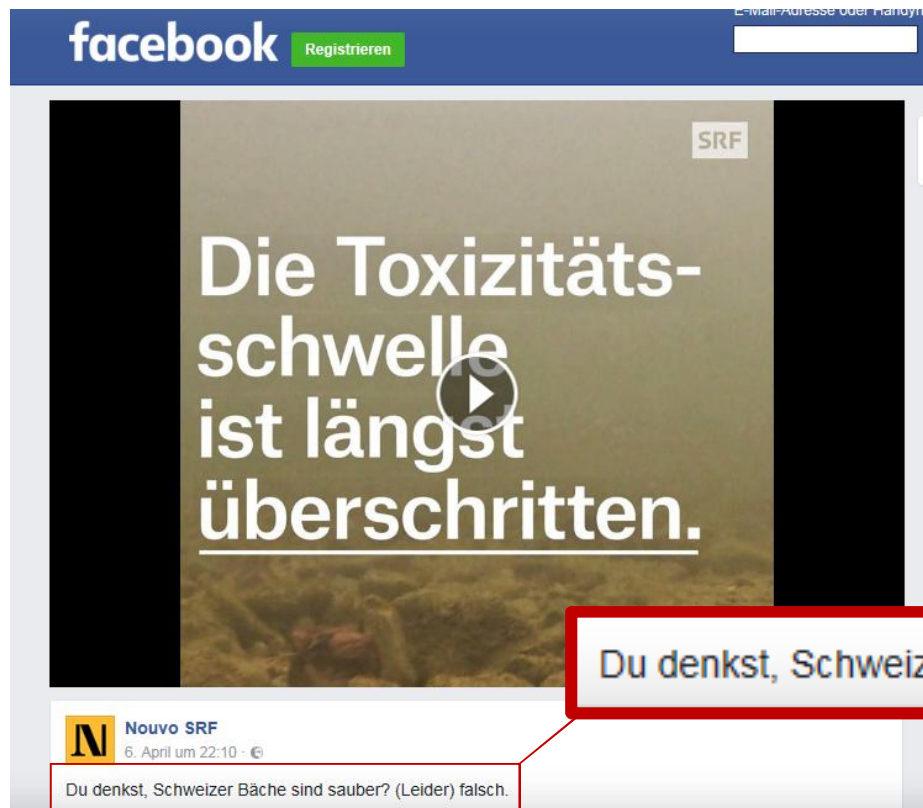 E-Mail-Adresse oder Handyn
facebook Registrieren
SRF
Die Toxizitäts-
schwelle
ist längst
überschritten.
Du denkst, Schweiz
N
Nouvo SRF
6. April um 22:10 ·
Du denkst, Schweizer Bäche sind sauber? (Leider) falsch.